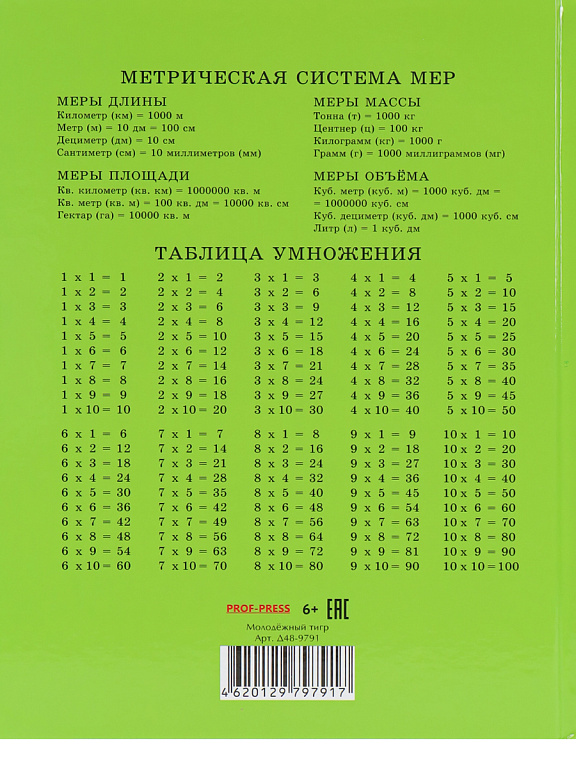 МЕТРИЧЕСКАЯ СИСТЕМА МЕР
МЕРЫ ДЛИНЫ
Километр (км) = 1000 м
Метр (м) = 10 дм = 100 см
Дециметр (дм) = 10 см
Сантиметр (см) = 10 миллиметров (мм)
МЕРЫ МАССЫ
Тонна (т) = 1000 кг
Центнер (ц) = 100 кг
Килограмм (кг) = 1000 г
Грамм (г) = 1000 миллиграммов (мг)
МЕРЫ ПЛОЩАДИ
Кв. километр (кв. км) = 1000000 кв. м
Кв. метр (кв. м) = 100 кв. дм = 10000 кв. см
Гектар (га) = 10000 кв. м
МЕРЫ ОБЪЁМА
Куб. метр (куб. м) = 1000 куб. дм =
= 1000000 куб. см
Куб. дециметр (куб. дм) = 1000 куб. см
Литр (л) = 1 куб. дм
ТАБЛИЦА УМНОЖЕНИЯ
1 x 1 = 1 2 x 1 = 2 3 x 1 = 3 4 x 1 = 4 5 x 1 = 5
1 x 2 = 2 2 x 2 = 4 3 x 2 = 6 4 x 2 = 8 5 x 2 = 10
1 x 3 = 3 2 x 3 = 6 3 x 3 = 9 4 x 3 = 12 5 x 3 = 15
1 x 4 = 4 2 x 4 = 8 3 x 4 = 12 4 x 4 = 16 5 x 4 = 20
1 x 5 = 5 2 x 5 = 10 3 x 5 = 15 4 x 5 = 20 5 x 5 = 25
1 x 6 = 6 2 x 6 = 12 3 x 6 = 18 4 x 6 = 24 5 x 6 = 30
1 x 7 = 7 2 x 7 = 14 3 x 7 = 21 4 x 7 = 28 5 x 7 = 35
1 x 8 = 8 2 x 8 = 16 3 x 8 = 24 4 x 8 = 32 5 x 8 = 40
1 x 9 = 9 2 x 9 = 18 3 x 9 = 27 4 x 9 = 36 5 x 9 = 45
1 x 10 = 10 2 x 10 = 20 3 x 10 = 30 4 x 10 = 40 5 x 10 = 50
6 x 1 = 6 7 x 1 = 7 8 x 1 = 8 9 x 1 = 9 10 x 1 = 10
6 x 2 = 12 7 x 2 = 14 8 x 2 = 16 9 x 2 = 18 10 x 2 = 20
6 x 3 = 18 7 x 3 = 21 8 x 3 = 24 9 x 3 = 27 10 x 3 = 30
6 x 4 = 24 7 x 4 = 28 8 x 4 = 32 9 x 4 = 36 10 x 4 = 40
6 x 5 = 30 7 x 5 = 35 8 x 5 = 40 9 x 5 = 45 10 x 5 = 50
6 x 6 = 36 7 x 6 = 42 8 x 6 = 48 9 x 6 = 54 10 x 6 = 60
6 x 7 = 42 7 x 7 = 49 8 x 7 = 56 9 x 7 = 63 10 x 7 = 70
6 x 8 = 48 7 x 8 = 56 8 x 8 = 64 9 x 8 = 72 10 x 8 = 80
6 x 9 = 54 7 x 9 = 63 8 x 9 = 72 9 x 9 = 81 10 x 9 = 90
6 x 10 = 60 7 x 10 = 70 8 x 10 = 80 9 x 10 = 90 10 x 10 = 100
PROF-PRESS 6+ EAC
Молодёжный тигр
Арт. Д48-9791
4620129797917